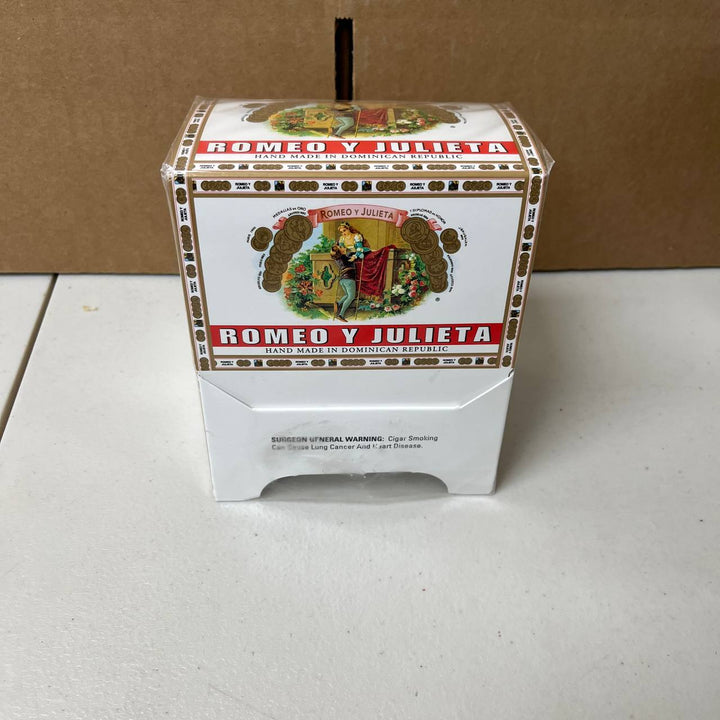 ROMEO Y JULIETA
HAND MADE IN DOMINICAN REPUBLIC
ROMEO Y JULIETA
ROMEO Y JULIETA
HAND MADE IN DOMINICAN REPUBLIC
SURGEON GENERAL WARNING: Cigar Smoking
Can Cause Lung Cancer And Heart Disease.